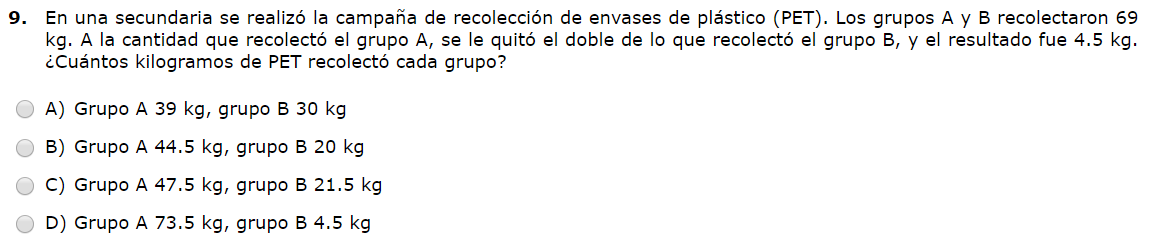 9. En una secundaria se realizó la campaña de recolección de envases de plástico (PET). Los grupos A y B recolectaron 69
kg. A la cantidad que recolectó el grupo A, se le quitó el doble de lo que recolectó el grupo B, y el resultado fue 4.5 kg.
¿Cuántos kilogramos de PET recolectó cada grupo?
A) Grupo A 39 kg, grupo B 30 kg
B) Grupo A 44.5 kg, grupo B 20 kg
C) Grupo A 47.5 kg, grupo B 21.5 kg
D) Grupo A 73.5 kg, grupo B 4.5 kg